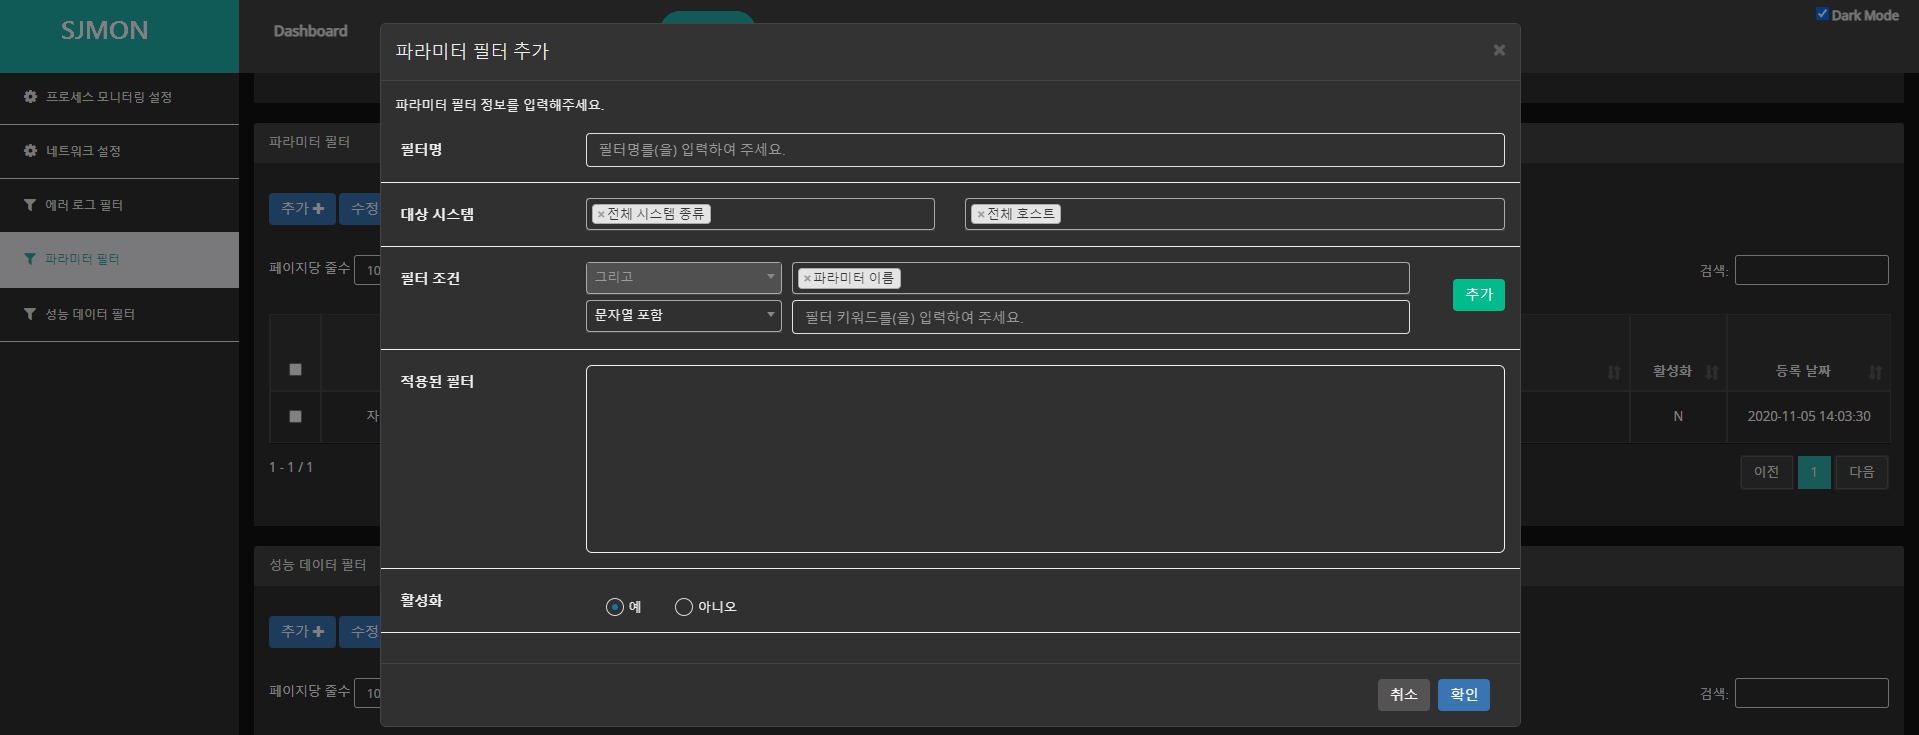 SJMON
Dashboard
Dark Mode
프로세스 모니터링 설정
네트워크 설정
에러 로그 필터
파라미터 필터
성능 데이터 필터
파라미터 필터
추가
수정
페이지당 줄수 10
검색:
활성화
등록 날짜
자
N
2020-11-05 14:03:30
1 - 1 / 1
이전
1
다음
성능 데이터 필터
추가
수정
페이지당 줄수 10
검색:
파라미터 필터 추가
×
파라미터 필터 정보를 입력해주세요.
필터명
필터명를(을) 입력하여 주세요.
대상 시스템
×전체 시스템 종류
×전체 호스트
필터 조건
그리고
×파라미터 이름
추가
문자열 포함
필터 키워드를(을) 입력하여 주세요.
적용된 필터
활성화
예
아니오
취소
확인